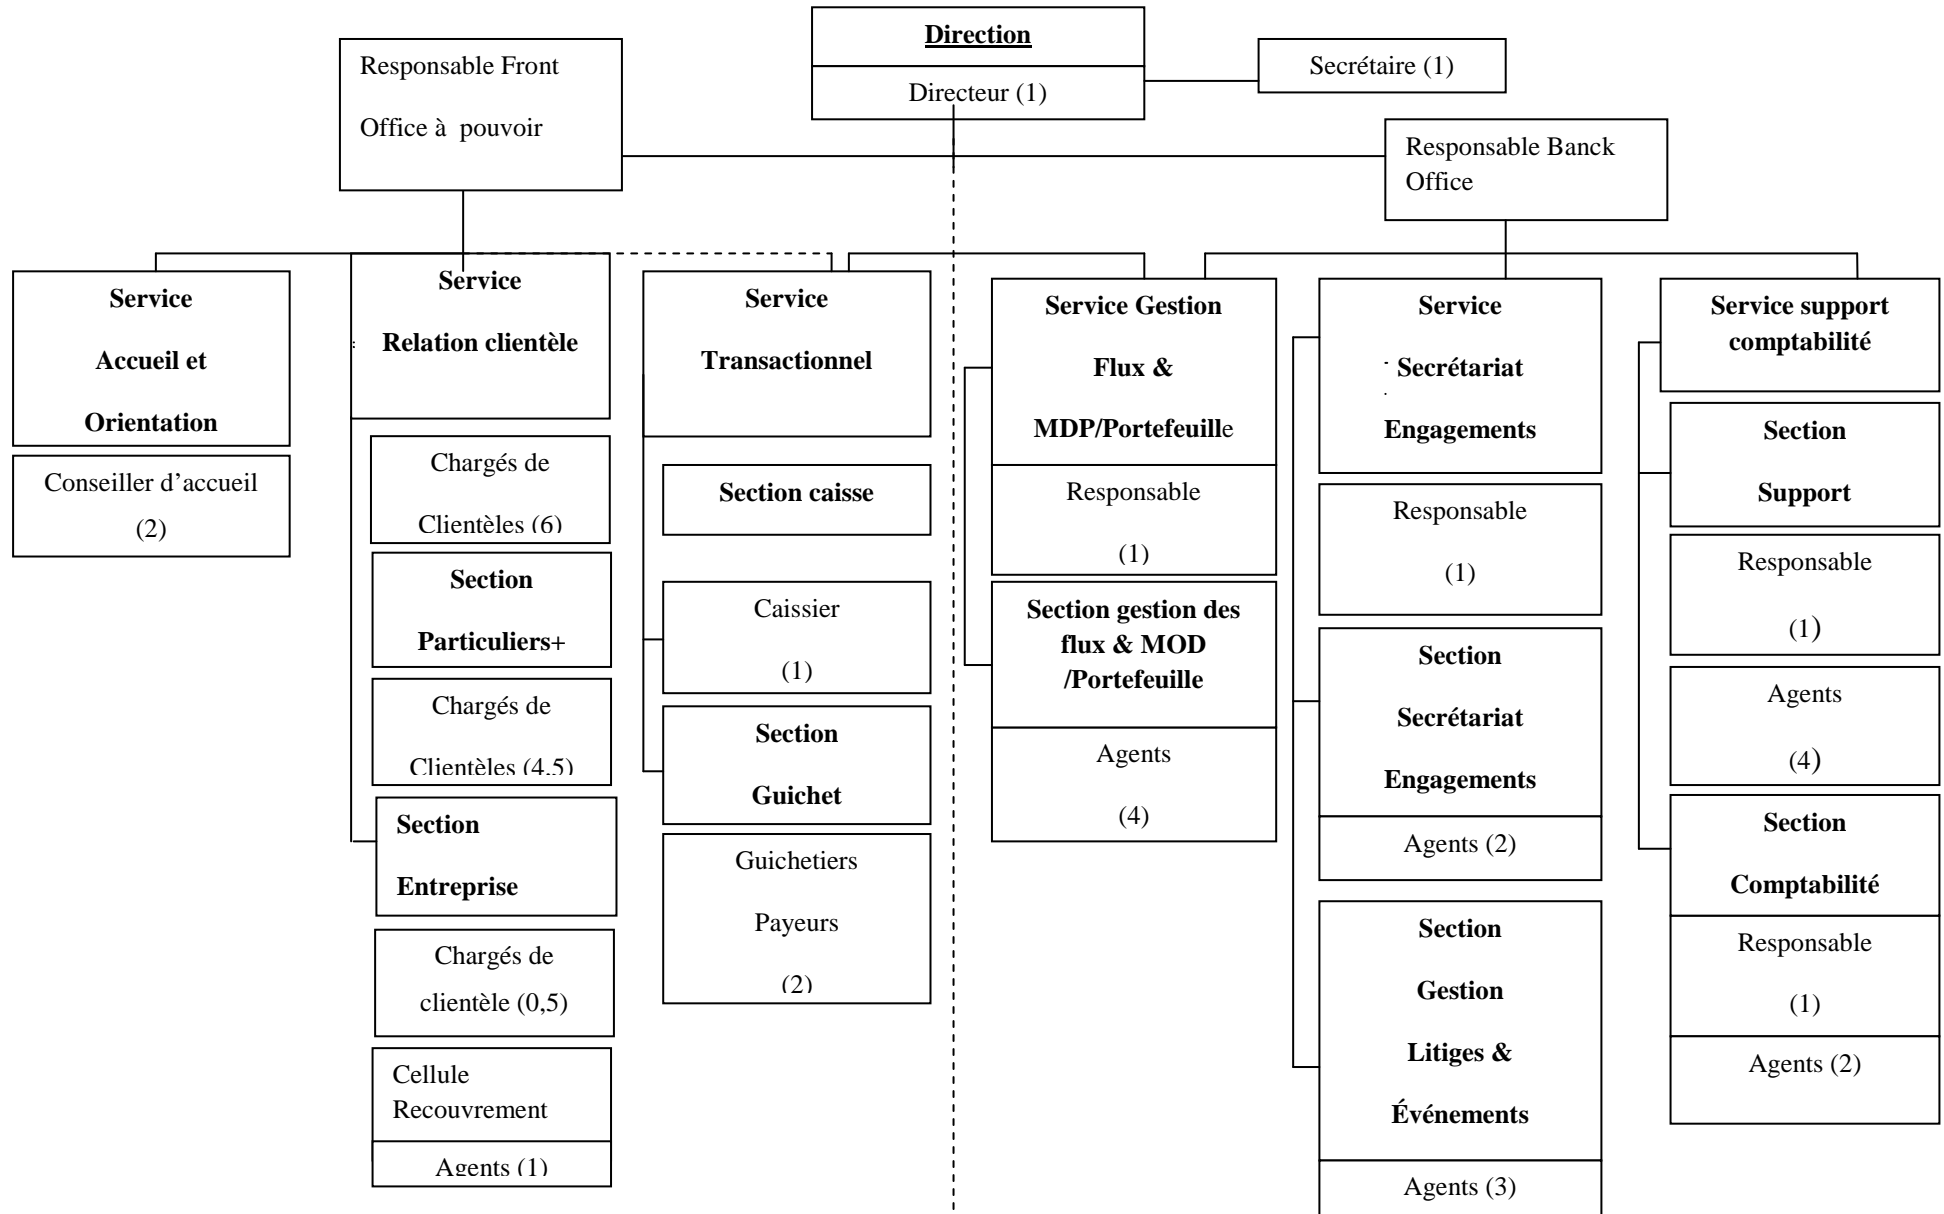 Direction
Directeur (1)
Secrétaire (1)
Responsable Front
Office à  pouvoir
Responsable Banck
Office
Service
Accueil et
Orientation
Conseiller d’accueil
(2)
Service
Relation clientèle
Chargés de
Clientèles (6)
Section
Particuliers+
Chargés de
Clientèles (4,5)
Section
Entreprise
Chargés de
clientèle (0,5)
Cellule
Recouvrement
Agents (1)
Service
Transactionnel
Section caisse
Caissier
(1)
Section
Guichet
Guichetiers
Payeurs
(2)
Service Gestion
Flux &
MDP/Portefeuille
Responsable
(1)
Section gestion des
flux & MOD
/Portefeuille
Agents
(4)
Service
Secrétariat
Engagements
Responsable
(1)
Section
Secrétariat
Engagements
Agents (2)
Section
Gestion
Litiges &
Événements
Agents (3)
Service support
comptabilité
Section
Support
Responsable
(1)
Agents
(4)
Section
Comptabilité
Responsable
(1)
Agents (2)